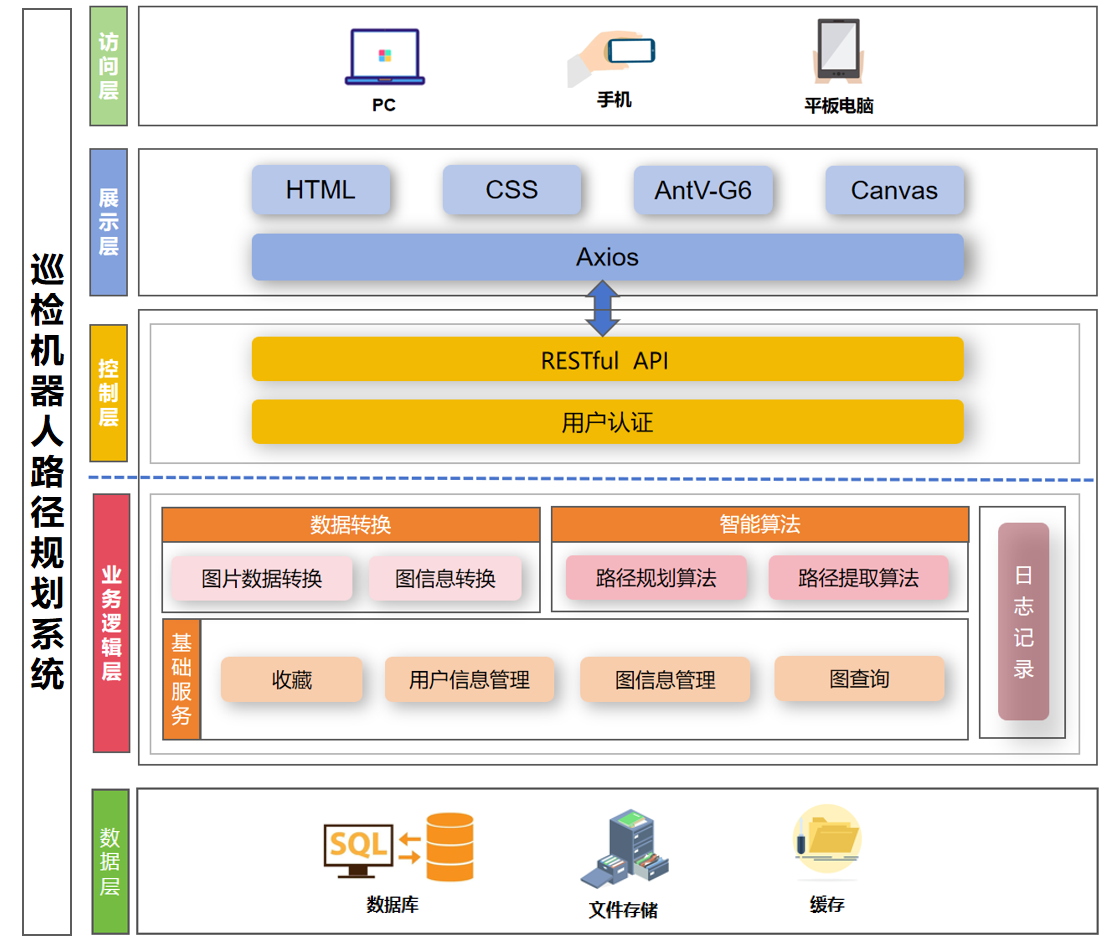 巡检机器人路径规划系统
访问层
PC
手机
平板电脑
展示层
HTML
CSS
AntV-G6
Canvas
Axios
控制层
RESTful API
用户认证
业务逻辑层
数据转换
图片数据转换
图信息转换
智能算法
路径规划算法
路径提取算法
基础服务
收藏
用户信息管理
图信息管理
图查询
日志记录
数据层
SQL
数据库
文件存储
缓存